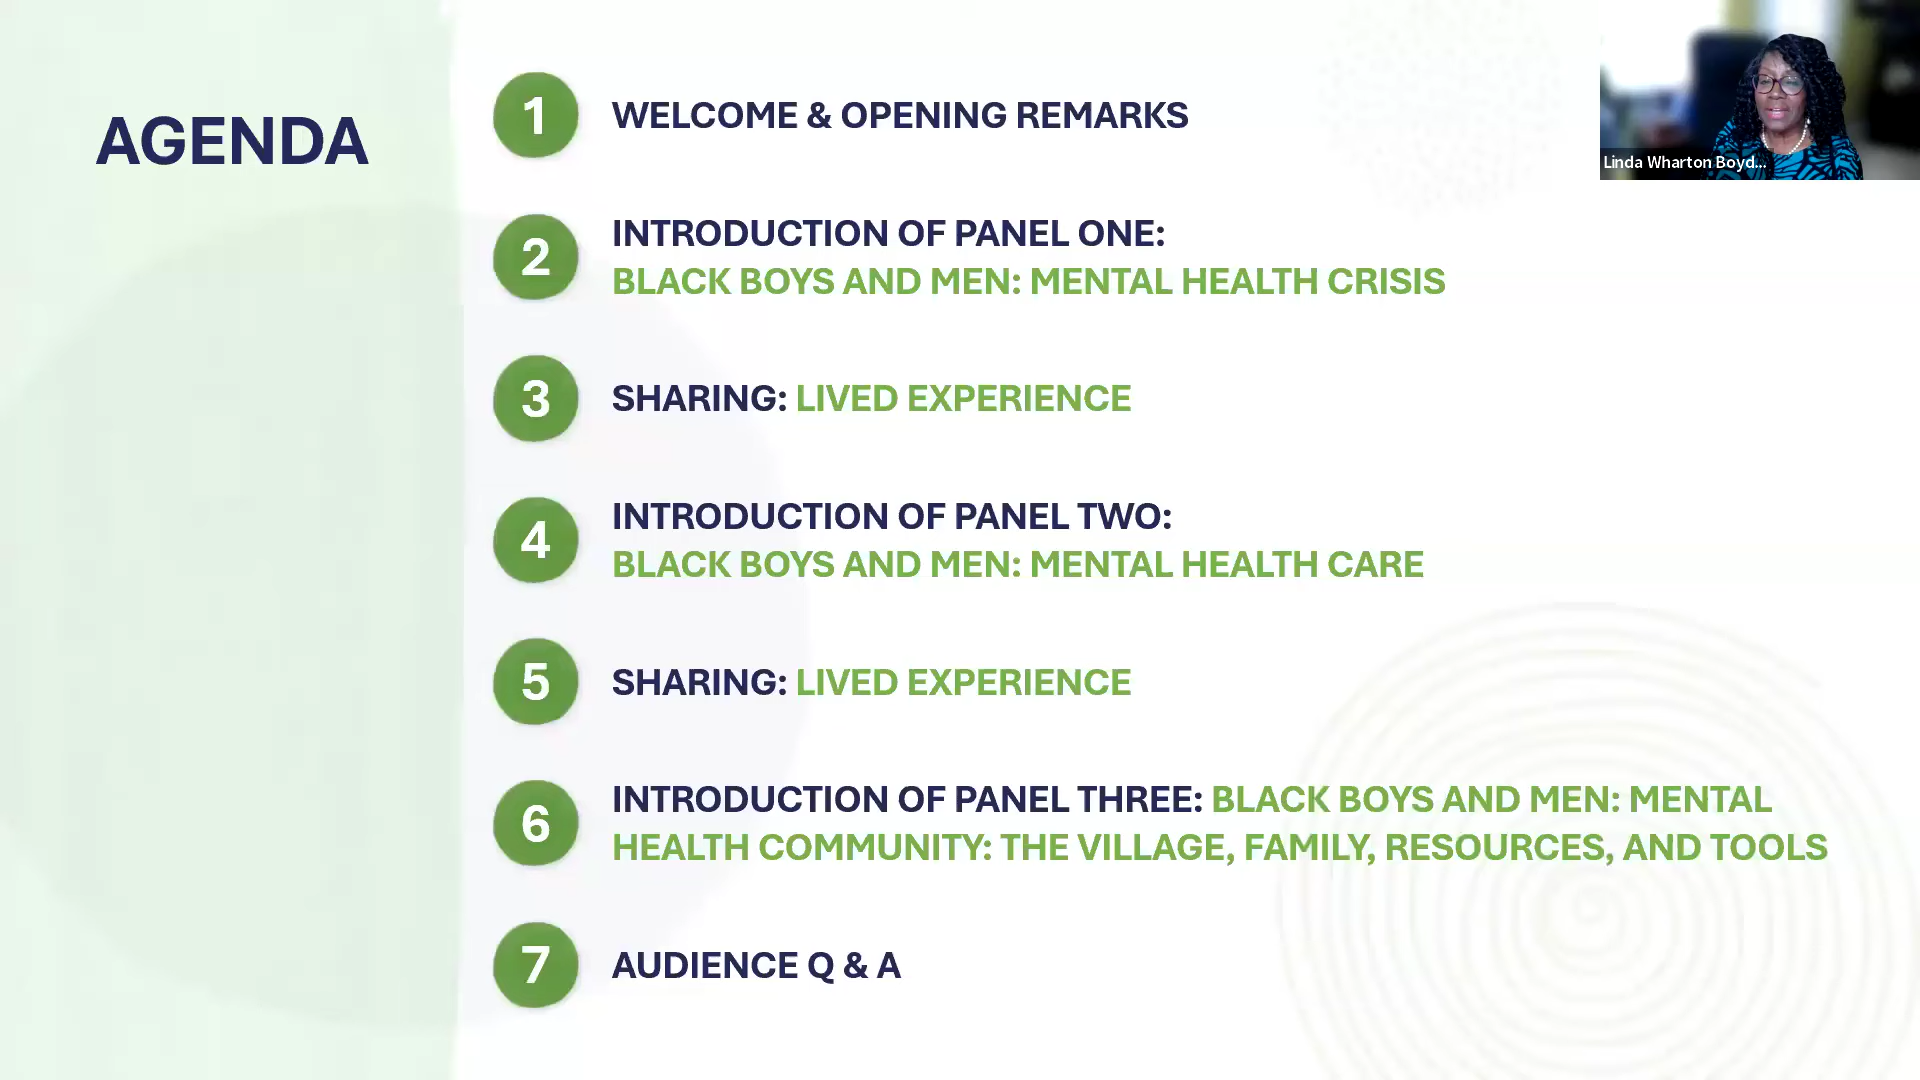 AGENDA
1 WELCOME & OPENING REMARKS
2 INTRODUCTION OF PANEL ONE:
BLACK BOYS AND MEN: MENTAL HEALTH CRISIS
3 SHARING: LIVED EXPERIENCE
4 INTRODUCTION OF PANEL TWO:
BLACK BOYS AND MEN: MENTAL HEALTH CARE
5 SHARING: LIVED EXPERIENCE
6 INTRODUCTION OF PANEL THREE: BLACK BOYS AND MEN: MENTAL
HEALTH COMMUNITY: THE VILLAGE, FAMILY, RESOURCES, AND TOOLS
7 AUDIENCE Q & A
Linda Wharton Boyd...